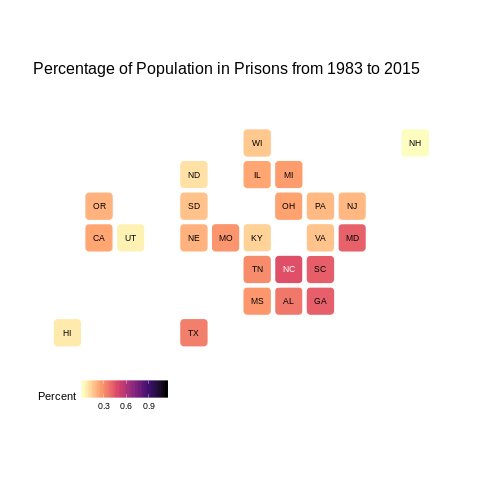 Percentage of Population in Prisons from 1983 to 2015
WI NH
ND IL MI
OR SD OH PA NJ
CA UT NE MO KY VA MD
TN NC SC
MS AL GA
HI TX
Percent
0.3 0.6 0.9